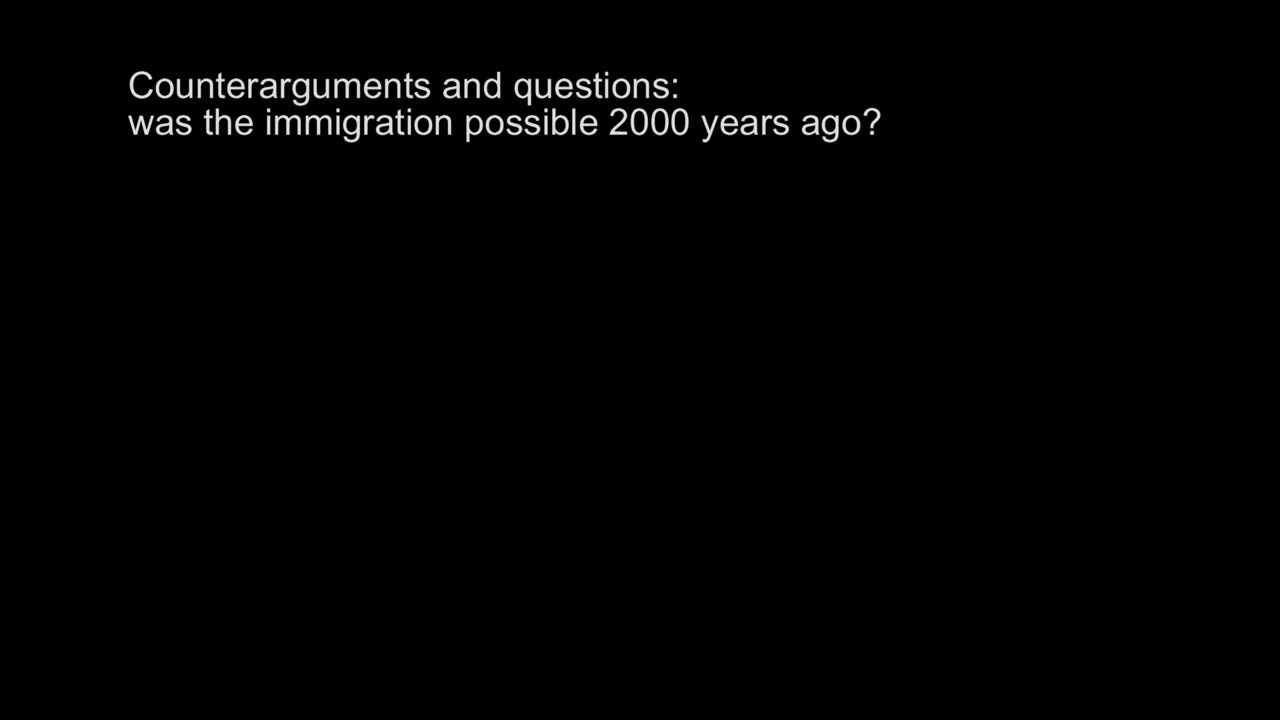 Counterarguments and questions:
was the immigration possible 2000 years ago?